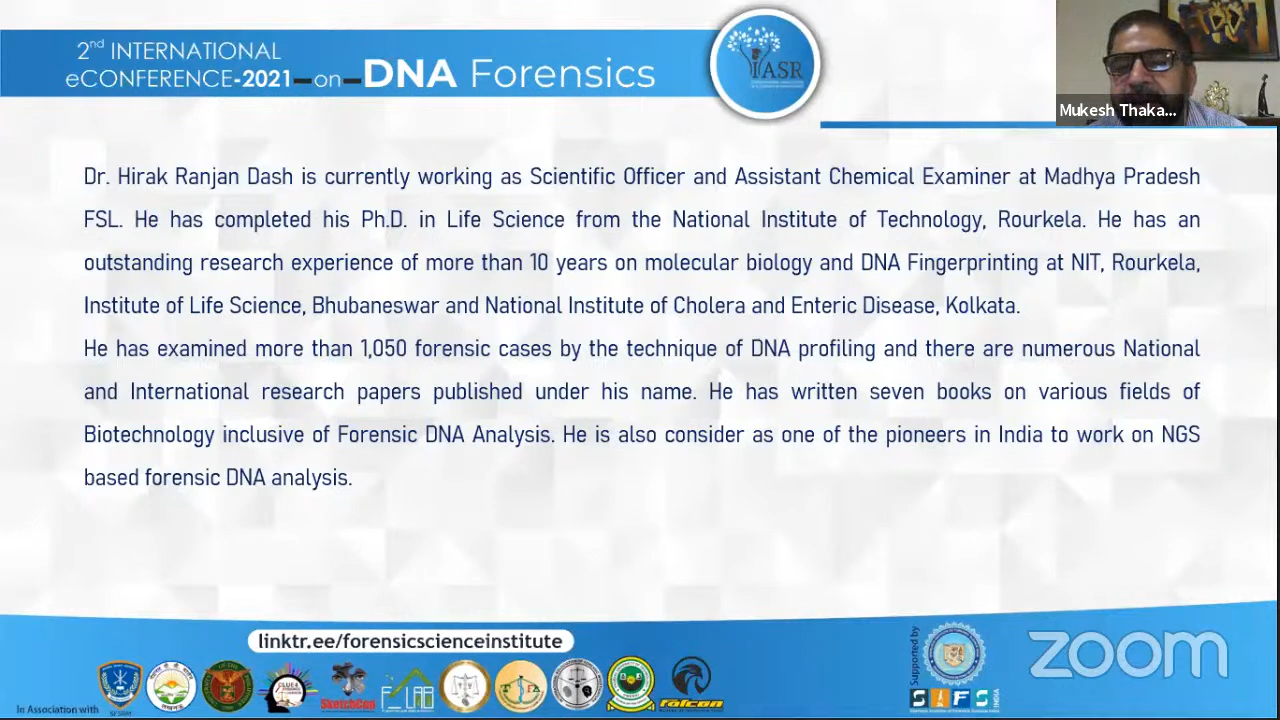 2nd INTERNATIONAL
eCONFERENCE-2021-on-DNA Forensics
IASR
Mukesh Thaka...
Dr. Hirak Ranjan Dash is currently working as Scientific Officer and Assistant Chemical Examiner at Madhya Pradesh
FSL. He has completed his Ph.D. in Life Science from the National Institute of Technology, Rourkela. He has an
outstanding research experience of more than 10 years on molecular biology and DNA Fingerprinting at NIT, Rourkela,
Institute of Life Science, Bhubaneswar and National Institute of Cholera and Enteric Disease, Kolkata.
He has examined more than 1,050 forensic cases by the technique of DNA profiling and there are numerous National
and International research papers published under his name. He has written seven books on various fields of
Biotechnology inclusive of Forensic DNA Analysis. He is also consider as one of the pioneers in India to work on NGS
based forensic DNA analysis.
linktr.ee/forensicscienceinstitute
In Association with
SketchCop
falcon
Supported by
SIFS
INDIA
zoom